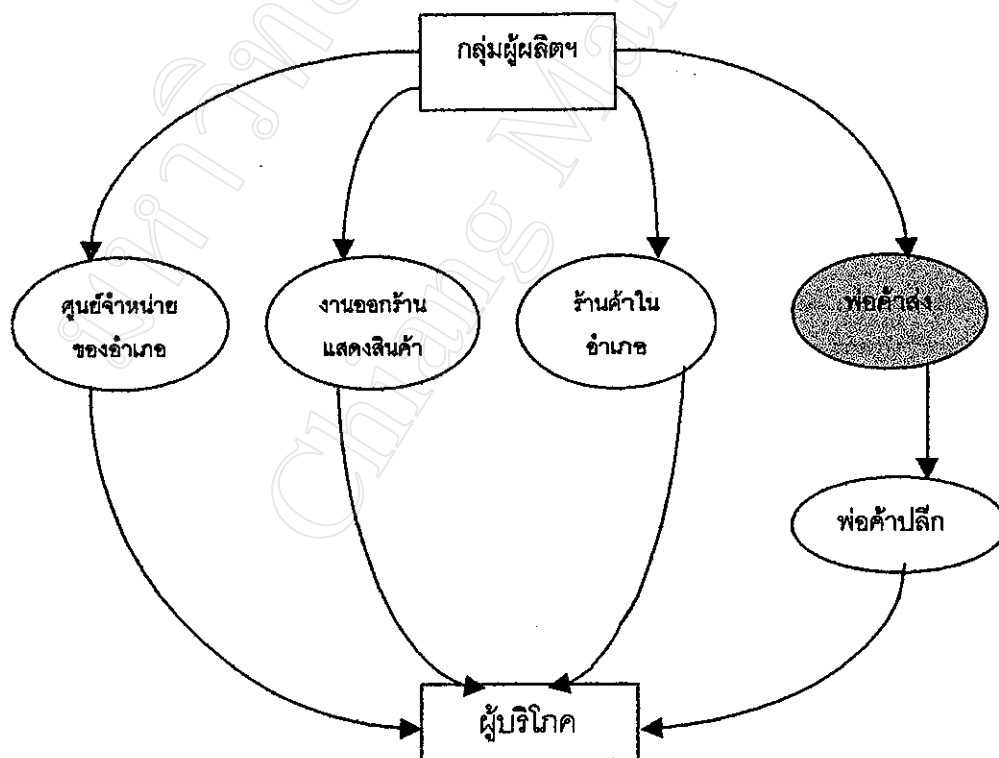 กลุ่มผู้ผลิตฯ
ศูนย์จำหน่าย
ของอำเภอ
งานออกร้าน
แสดงสินค้า
ร้านค้าใน
อำเภอ
พ่อค้าส่ง
พ่อค้าปลีก
ผู้บริโภค
Chiang Mai